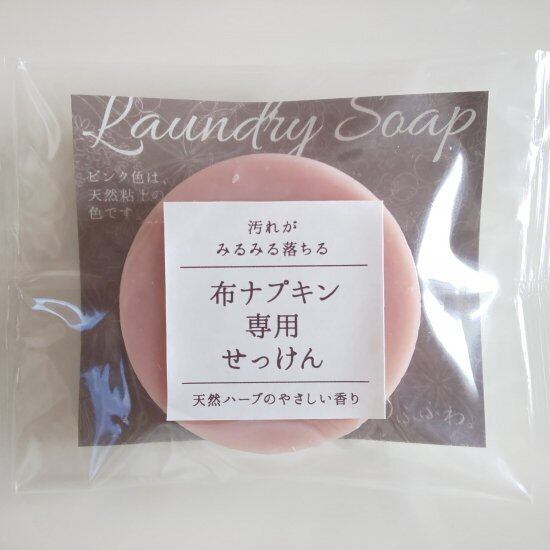 Laundry Soap
ピンク色は、
天然粘土の
色です
汚れが
みるみる落ちる
布ナプキン
専用
せっけん
天然ハーブのやさしい香り
ふわ。